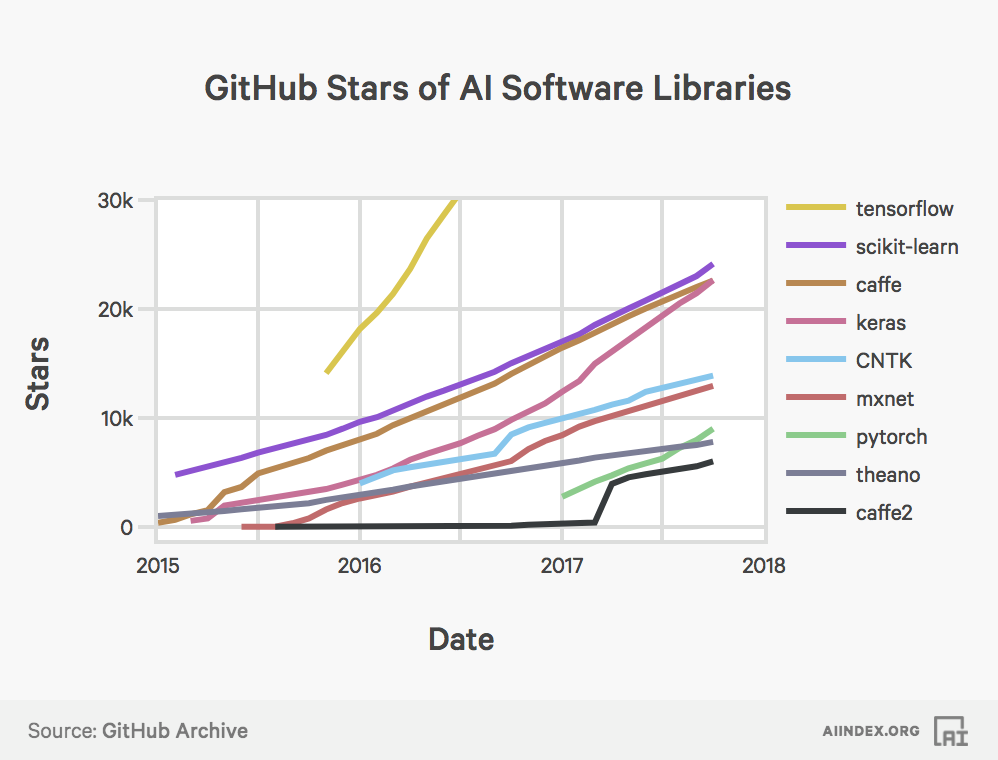 GitHub Stars of AI Software Libraries
30k
20k
10k
0
Stars
2015
2016
2017
2018
Date
tensorflow
scikit-learn
caffe
keras
CNTK
mxnet
pytorch
theano
caffe2
Source: GitHub Archive
AIINDEX.ORG
AI